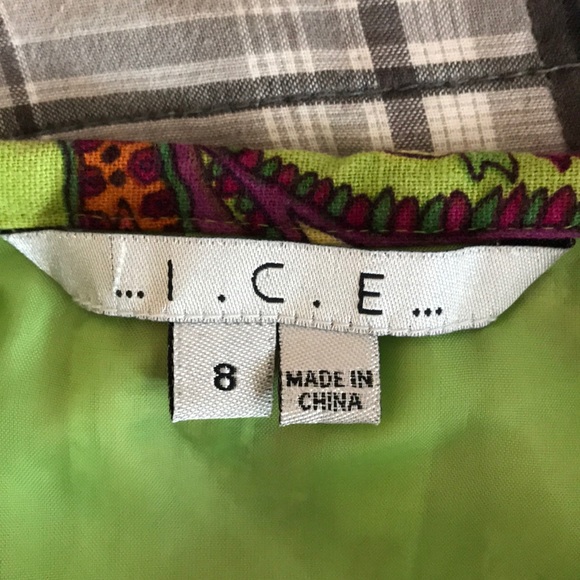 ... I . C . E ...
8
MADE IN
CHINA